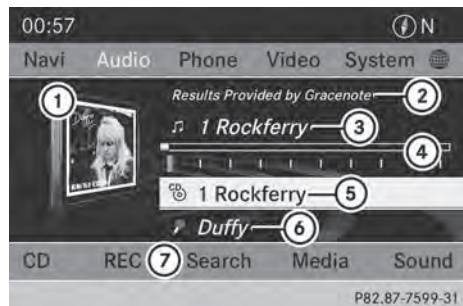 00:57 N
Navi Audio Phone Video System
1
Results Provided by Gracenote 2
1 Rockferry 3
4
CD 1 Rockferry 5
Duffy 6
CD REC 7 Search Media Sound
P82.87-7599-31